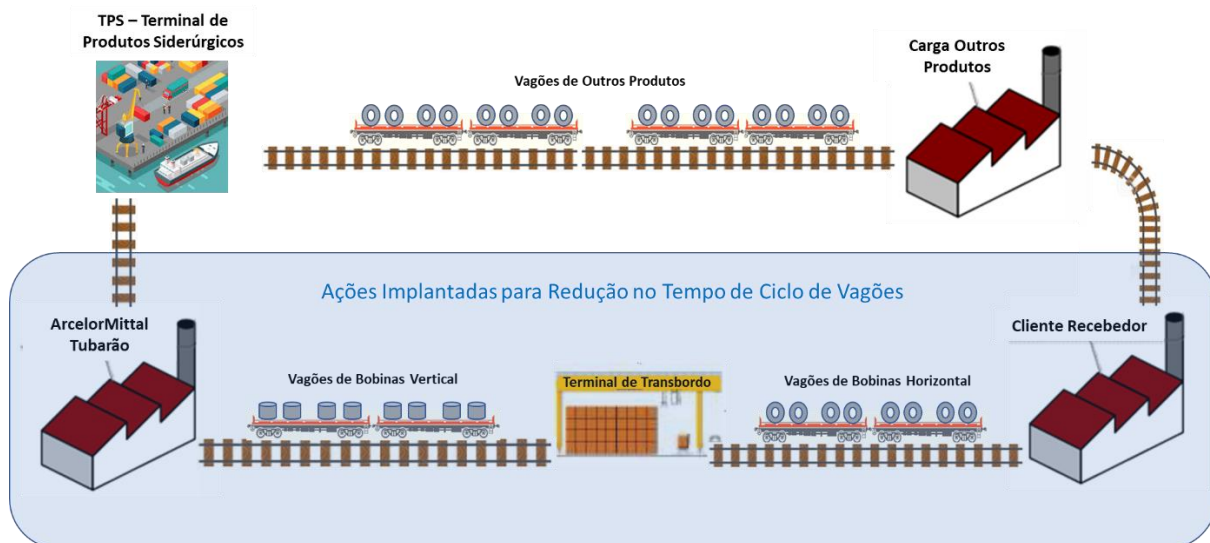 TPS – Terminal de
Produtos Siderúrgicos
Carga Outros
Produtos
Vagões de Outros Produtos
Ações Implantadas para Redução no Tempo de Ciclo de Vagões
ArcelorMittal
Tubarão
Cliente Recebedor
Vagões de Bobinas Vertical
Terminal de Transbordo
Vagões de Bobinas Horizontal